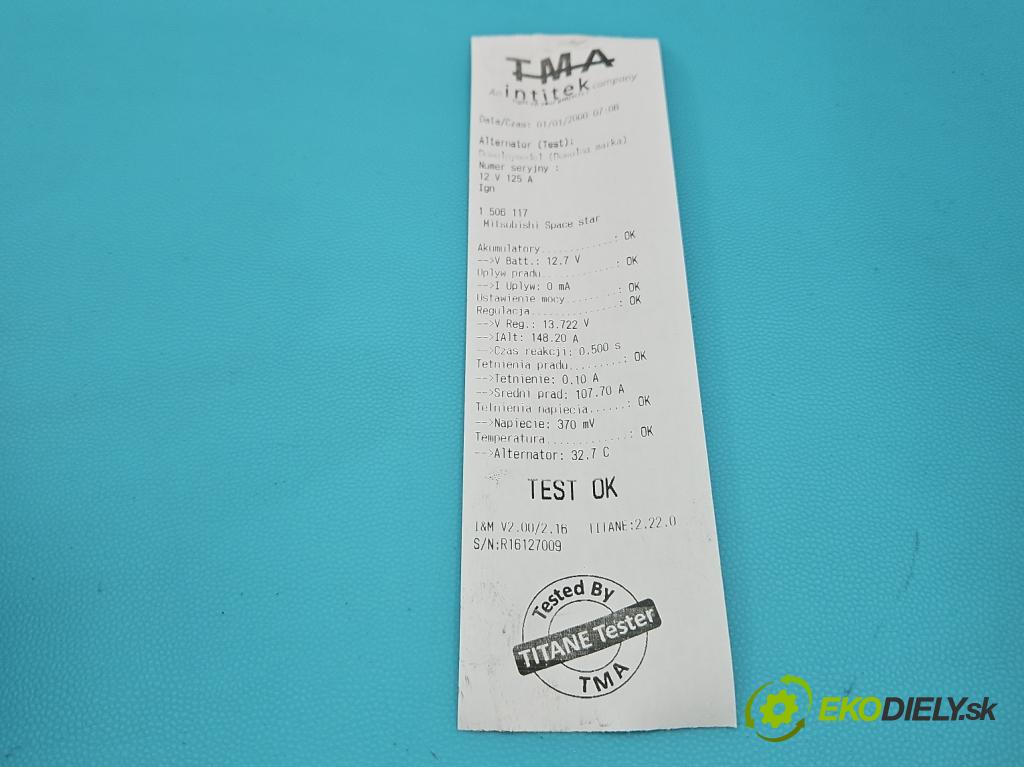 TMA
An intitek company
Data/Czas: 01/01/2000 07:06
Alternator (Test):
(Dowolna marka)
Numer seryjny :
12 V 125 A
Ign
1 506 117
Mitsubishi Space star
Akumulatory..........: OK
-->V Batt.: 12.7 V
Uplyw pradu..........: OK
-->I Uplyw: 0 mA
Ustawienie mocy.......: OK
Regulacja............: OK
-->V Reg.: 13.722 V
-->IAlt: 148.20 A
-->Czas reakcji: 0.500 s
Tetnienia pradu........: OK
-->Tetnienie: 0.10 A
-->Sredni prad: 107.70 A
Tetnienia napiecia.....: OK
-->Napiecie: 370 mV
Temperatura...........: OK
-->Alternator: 32.7 C
TEST OK
I&M V2.00/2.16 TITANE:2.22.0
S/N:R16127009
Tested By
TITANE Tester
TMA
EKODIELY.sk